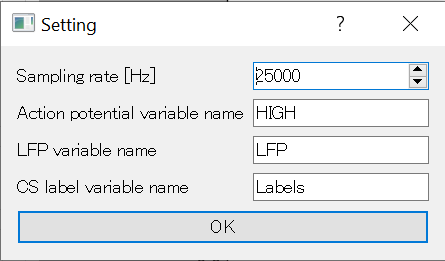 Setting
Sampling rate [Hz] 25000
Action potential variable name HIGH
LFP variable name LFP
CS label variable name Labels
OK